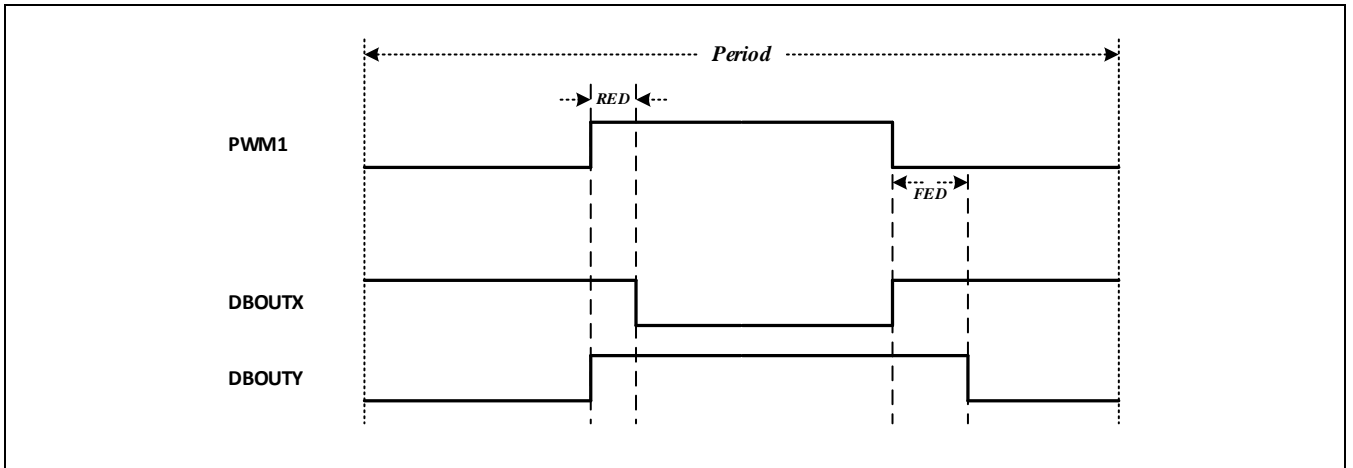 Period
RED
PWM1
FED
DBOUTX
DBOUTY